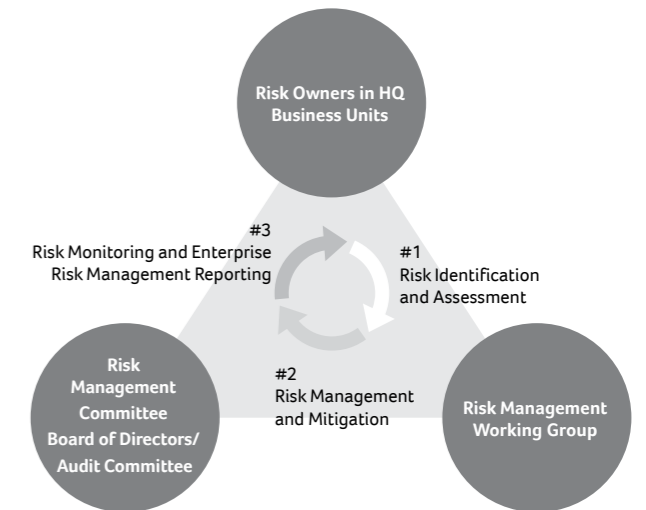 Risk Owners in HQ
Business Units
#3
Risk Monitoring and Enterprise
Risk Management Reporting
#1
Risk Identification
and Assessment
#2
Risk Management
and Mitigation
Risk
Management
Committee
Board of Directors/
Audit Committee
Risk Management
Working Group